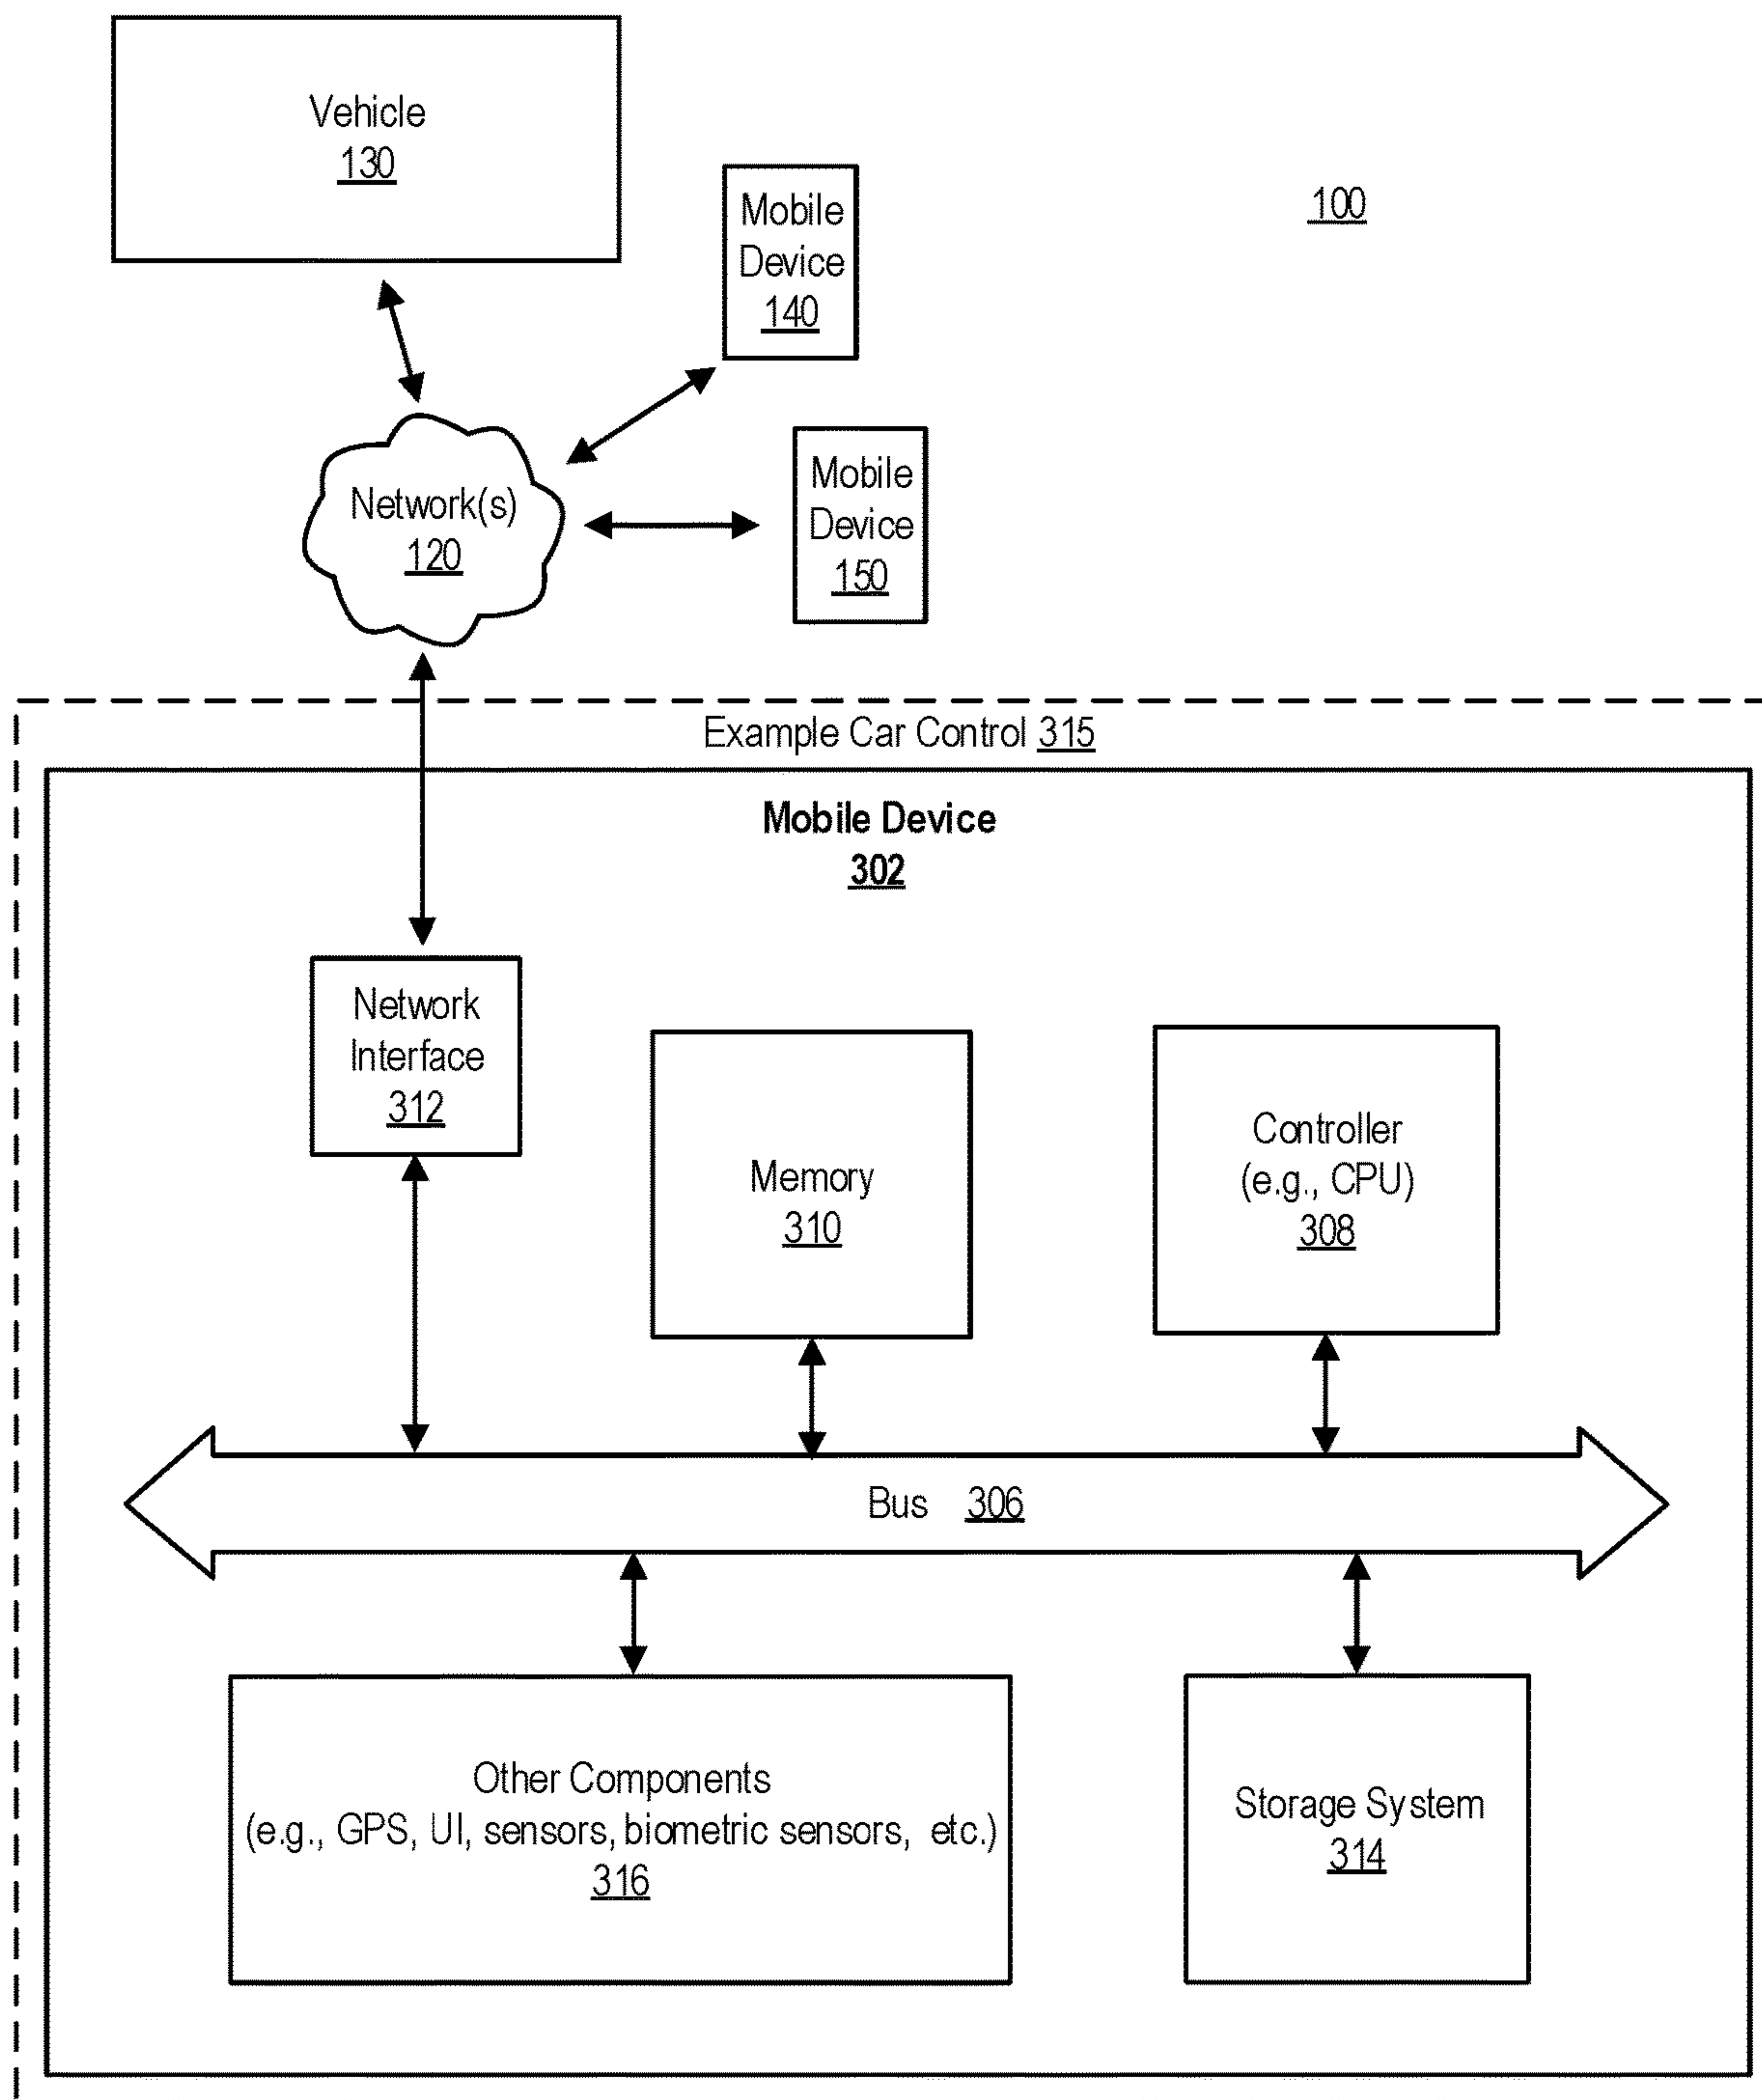 Vehicle
130
Mobile
Device
140
100
Mobile
Device
150
Network(s)
120
Example Car Control 315
Mobile Device
302
Network
Interface
312
Memory
310
Controller
(e.g., CPU)
308
Bus 306
Other Components
(e.g., GPS, UI, sensors, biometric sensors, etc.)
316
Storage System
314